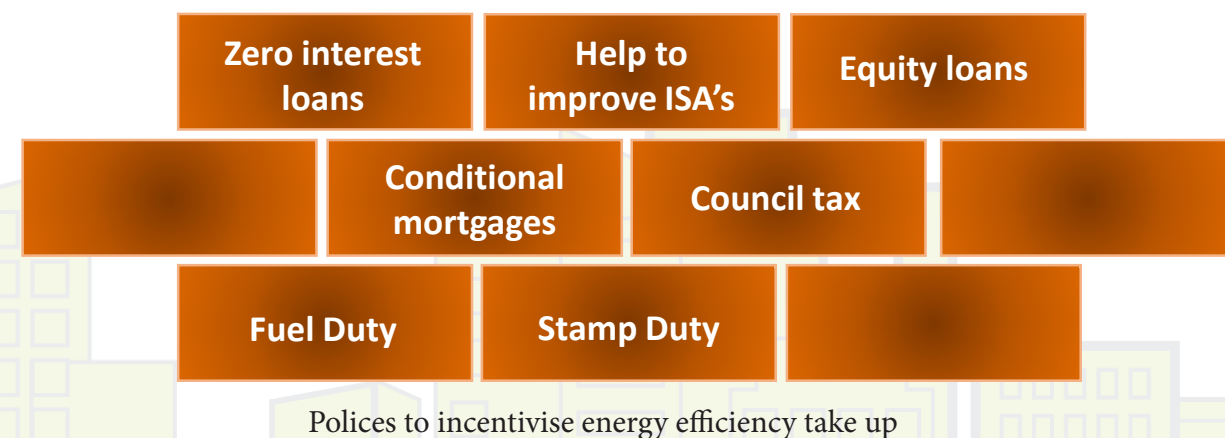 Zero interest
loans
Help to
improve ISA's
Equity loans
Conditional
mortgages
Council tax
Fuel Duty
Stamp Duty
Polices to incentivise energy efficiency take up